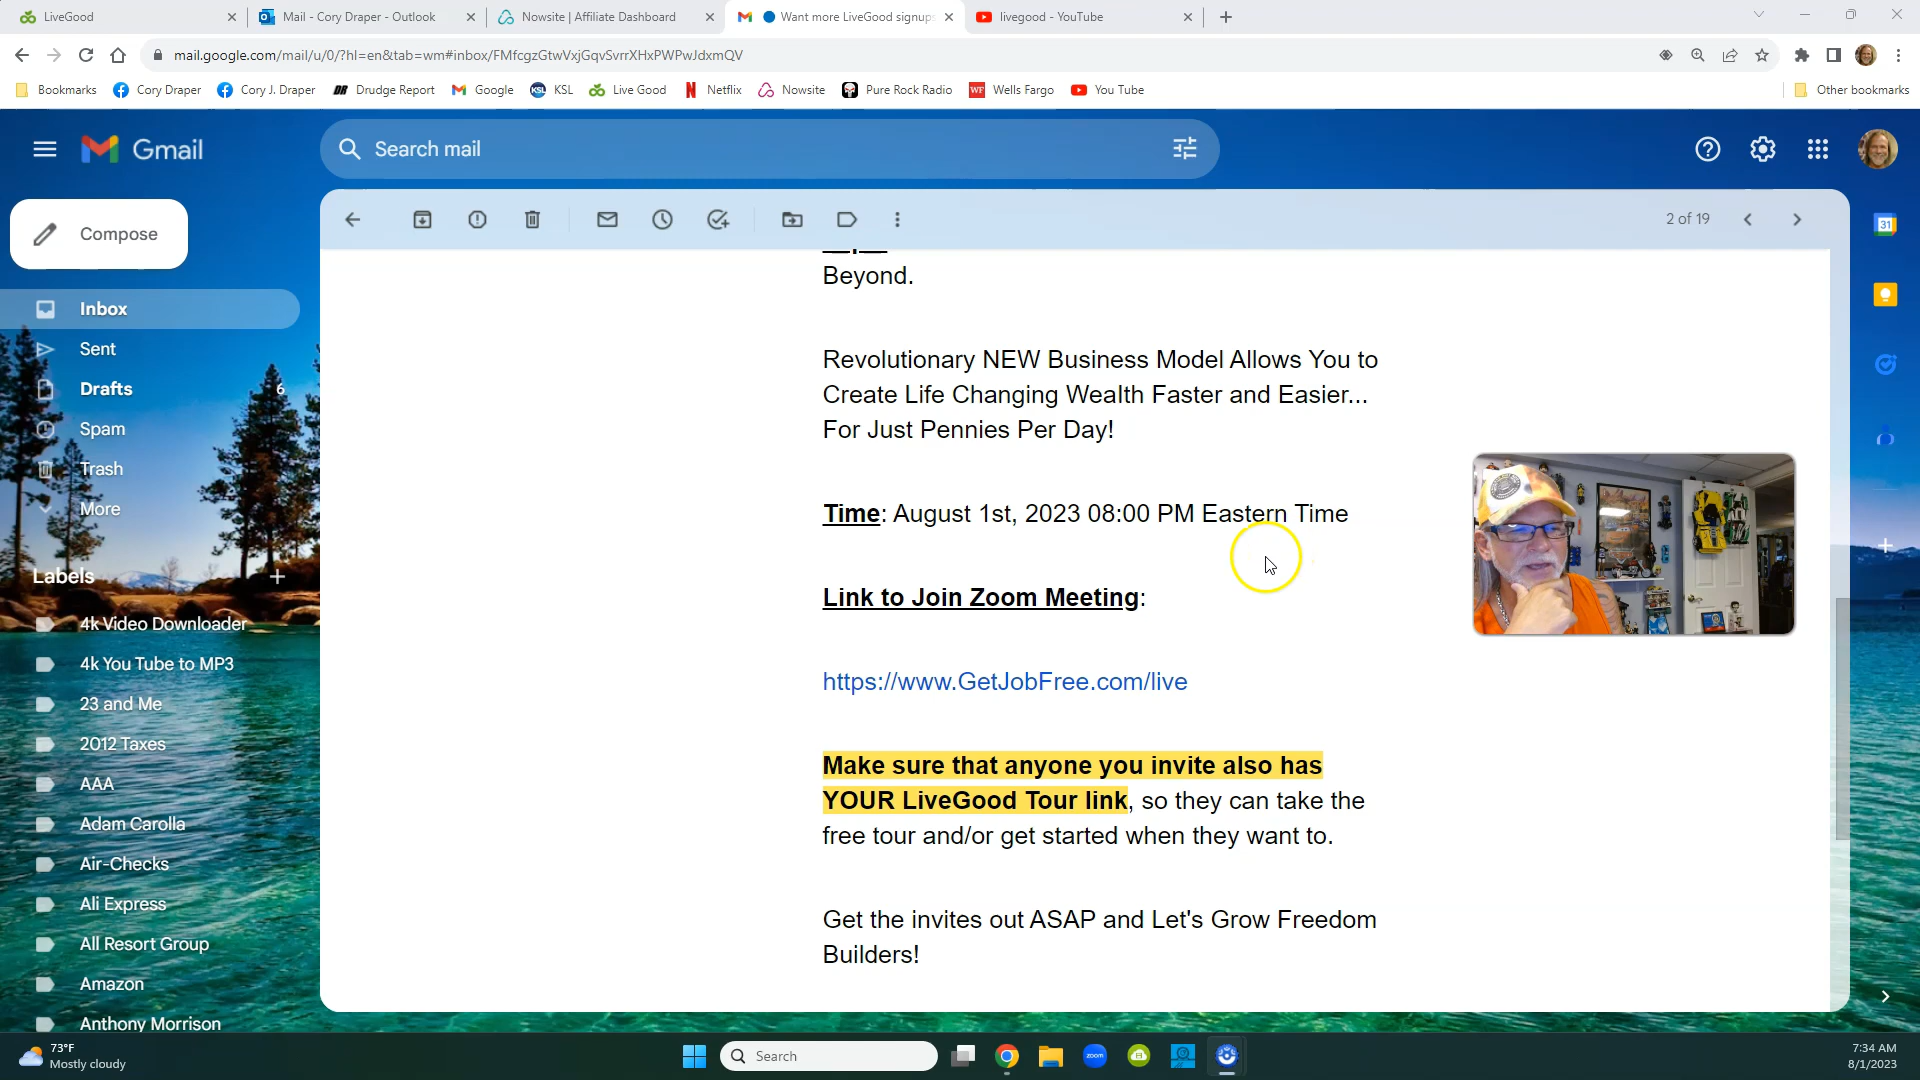 LiveGood
Mail - Cory Draper - Outlook
Nowsite | Affiliate Dashboard
Want more LiveGood signups
livegood - YouTube
mail.google.com/mail/u/0/?hl=en&tab=wm#inbox/FMfcgzGtwVxjGqvSvrrXHxPWPwJdxmQV
Bookmarks
Cory Draper
Cory J. Draper
DR Drudge Report
Google
KSL KSL
Live Good
Netflix
Nowsite
Pure Rock Radio
WF Wells Fargo
You Tube
Other bookmarks
Gmail
Search mail
Compose
2 of 19
31
Inbox
Sent
Drafts 6
Spam
Trash
More
Labels
4k Video Downloader
4k You Tube to MP3
23 and Me
2012 Taxes
AAA
Adam Carolla
Air-Checks
Ali Express
All Resort Group
Amazon
Anthony Morrison
Beyond.
Revolutionary NEW Business Model Allows You to
Create Life Changing Wealth Faster and Easier...
For Just Pennies Per Day!
Time: August 1st, 2023 08:00 PM Eastern Time
Link to Join Zoom Meeting:
https://www.GetJobFree.com/live
Make sure that anyone you invite also has
YOUR LiveGood Tour link, so they can take the
free tour and/or get started when they want to.
Get the invites out ASAP and Let's Grow Freedom
Builders!
73°F
Mostly cloudy
Search
zoom
7:34 AM
8/1/2023